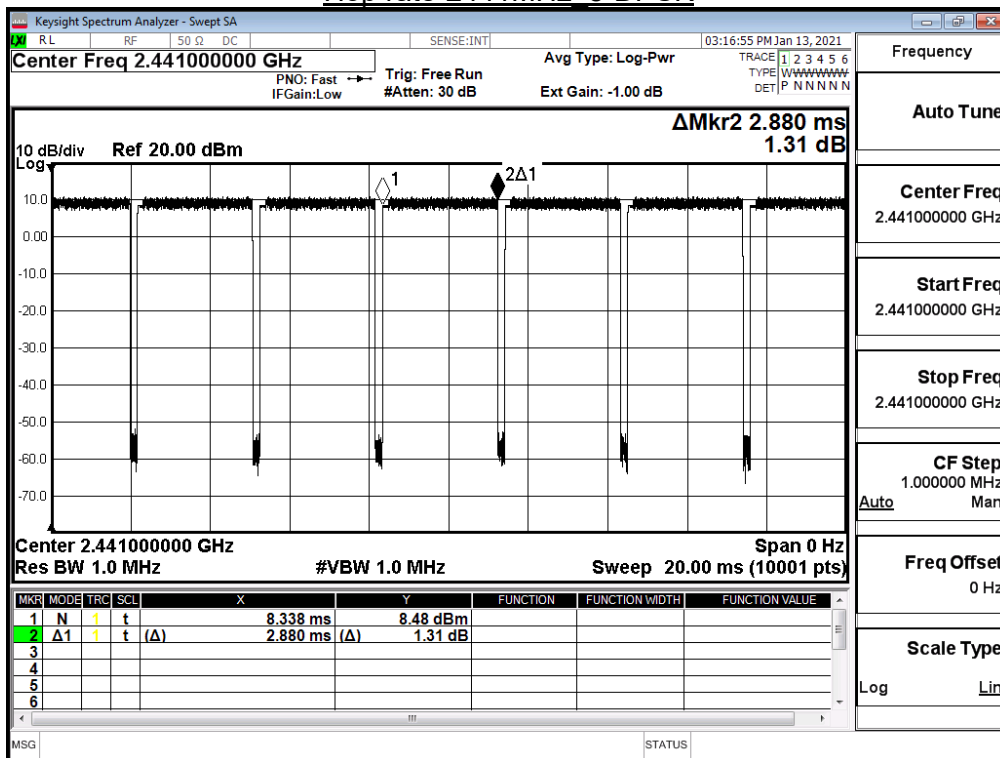 Keysight Spectrum Analyzer - Swept SA
LXI RL RF 50 Ω DC SENSE:INT 03:16:55 PM Jan 13, 2021
Center Freq 2.441000000 GHz
PNO: Fast
IFGain:Low
Trig: Free Run
#Atten: 30 dB
Avg Type: Log-Pwr
Ext Gain: -1.00 dB
TRACE 1 2 3 4 5 6
TYPE WWWWWW
DET P N N N N N
ΔMkr2 2.880 ms
1.31 dB
10 dB/div Ref 20.00 dBm
Log
1
2Δ1
10.0
0.00
-10.0
-20.0
-30.0
-40.0
-50.0
-60.0
-70.0
Center 2.441000000 GHz Span 0 Hz
Res BW 1.0 MHz #VBW 1.0 MHz Sweep 20.00 ms (10001 pts)
MKR MODE TRC SCL X Y FUNCTION FUNCTION WIDTH FUNCTION VALUE
1 N 1 t 8.338 ms 8.48 dBm
2 Δ1 1 t (Δ) 2.880 ms (Δ) 1.31 dB
3
4
5
6
MSG STATUS
Frequency
Auto Tune
Center Freq
2.441000000 GHz
Start Freq
2.441000000 GHz
Stop Freq
2.441000000 GHz
CF Step
1.000000 MHz
Auto Man
Freq Offset
0 Hz
Scale Type
Log Lin